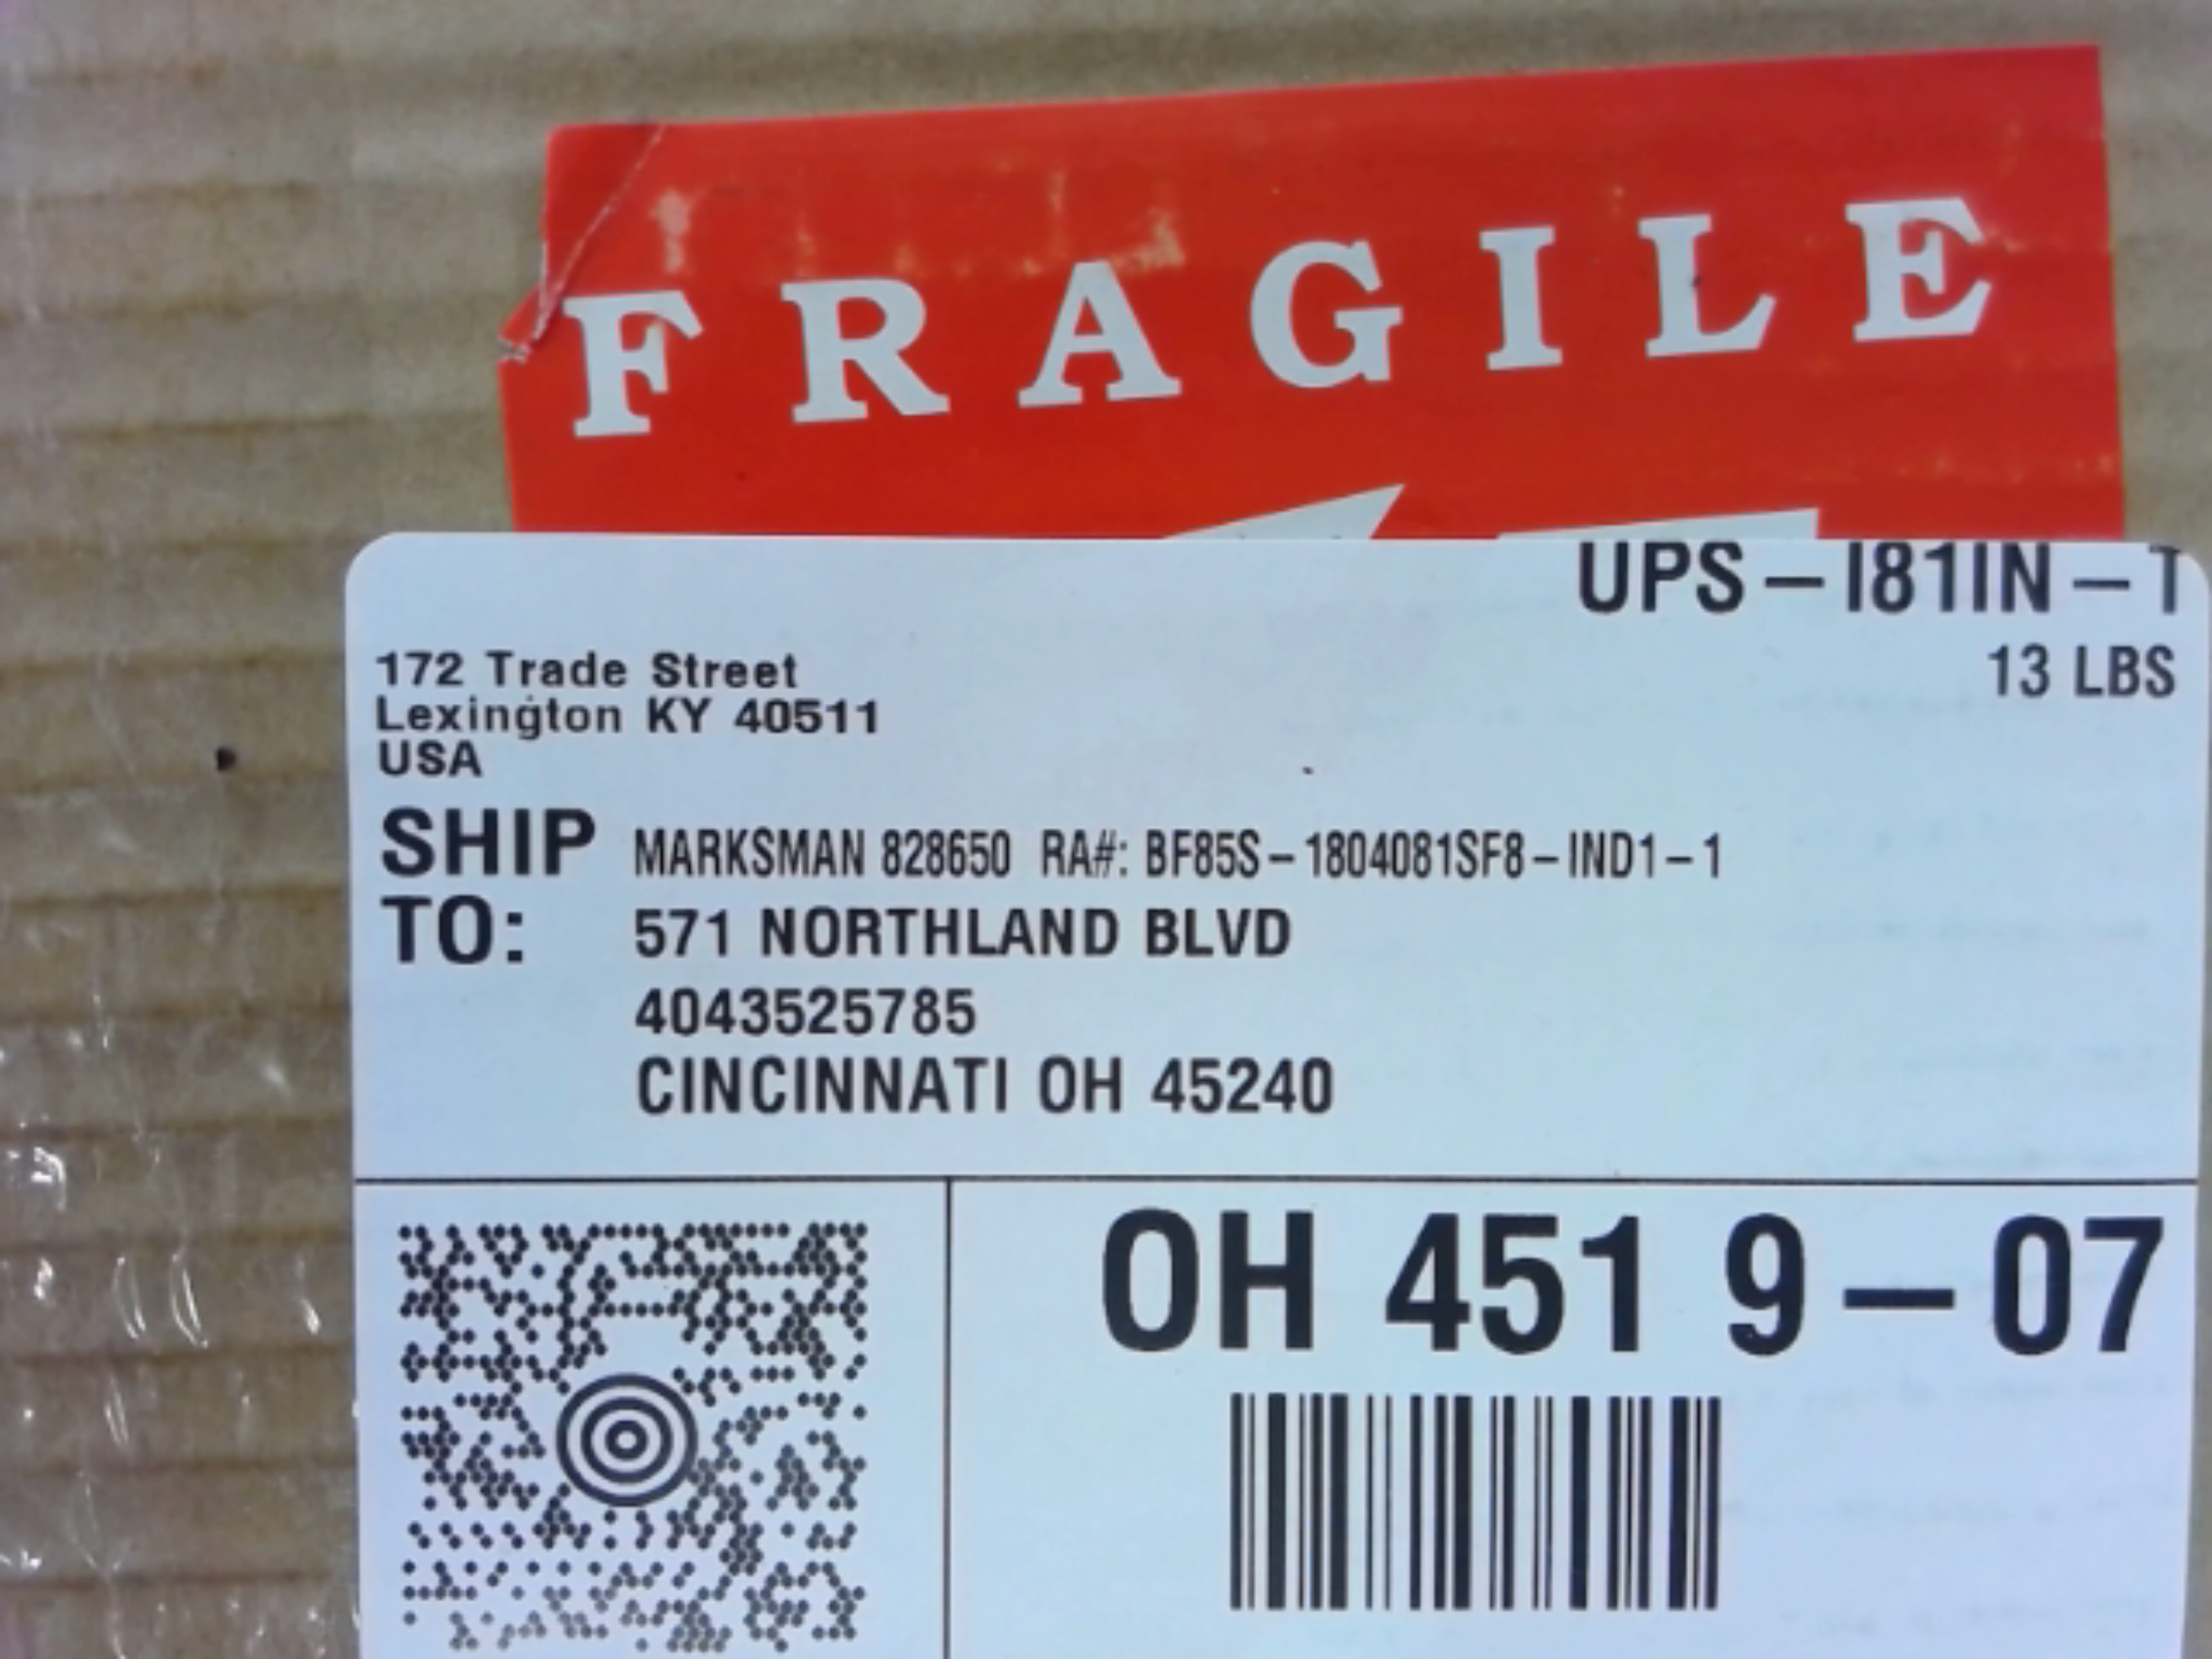 FRAGILE
UPS-I81IN-T
13 LBS
172 Trade Street
Lexington KY 40511
USA
SHIP TO:
MARKSMAN 828650 RA#: BF85S-1804081SF8-IND1-1
571 NORTHLAND BLVD
4043525785
CINCINNATI OH 45240
OH 451 9-07